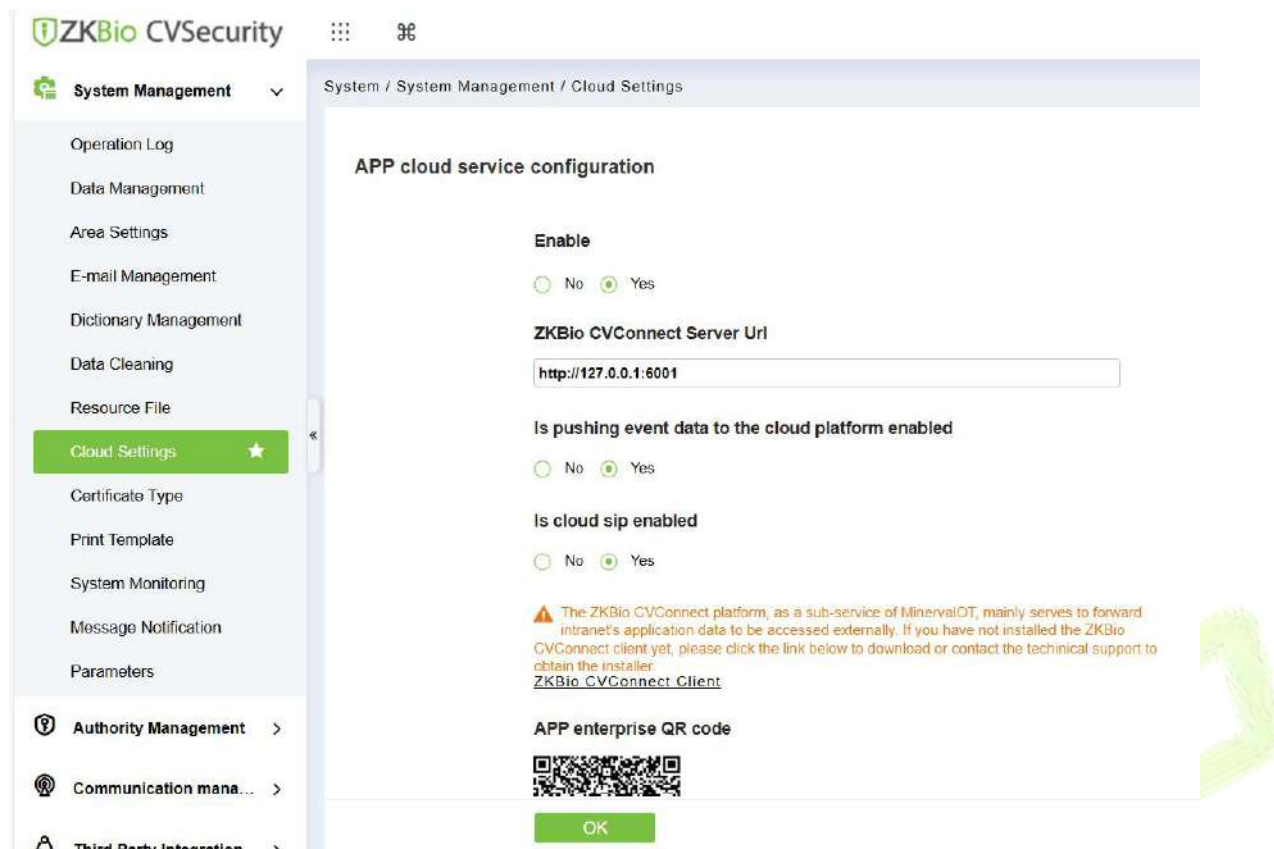 ZKBio CVSecurity
System Management
Operation Log
Data Management
Area Settings
E-mail Management
Dictionary Management
Data Cleaning
Resource File
Cloud Settings
Certificate Type
Print Template
System Monitoring
Message Notification
Parameters
Authority Management
Communication mana...
Third Party Integration
System / System Management / Cloud Settings
APP cloud service configuration
Enable
No Yes
ZKBio CVConnect Server Url
http://127.0.0.1:6001
Is pushing event data to the cloud platform enabled
No Yes
Is cloud sip enabled
No Yes
The ZKBio CVConnect platform, as a sub-service of MinervaIOT, mainly serves to forward
intranet's application data to be accessed externally. If you have not installed the ZKBio
CVConnect client yet, please click the link below to download or contact the techinical support to
obtain the installer.
ZKBio CVConnect Client
APP enterprise QR code
OK